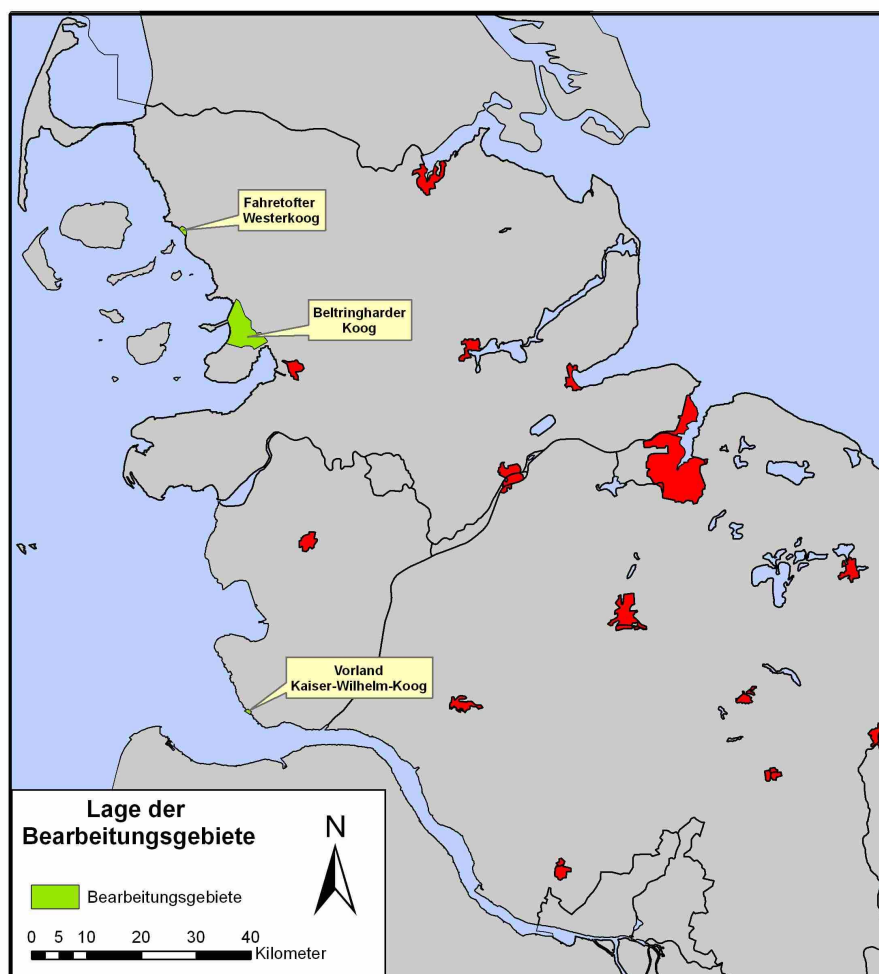 Fahretofter
Westerkoog
Beltringharder
Koog
Vorland
Kaiser-Wilhelm-Koog
Lage der
Bearbeitungsgebiete
N
Bearbeitungsgebiete
0 5 10 20 30 40
Kilometer